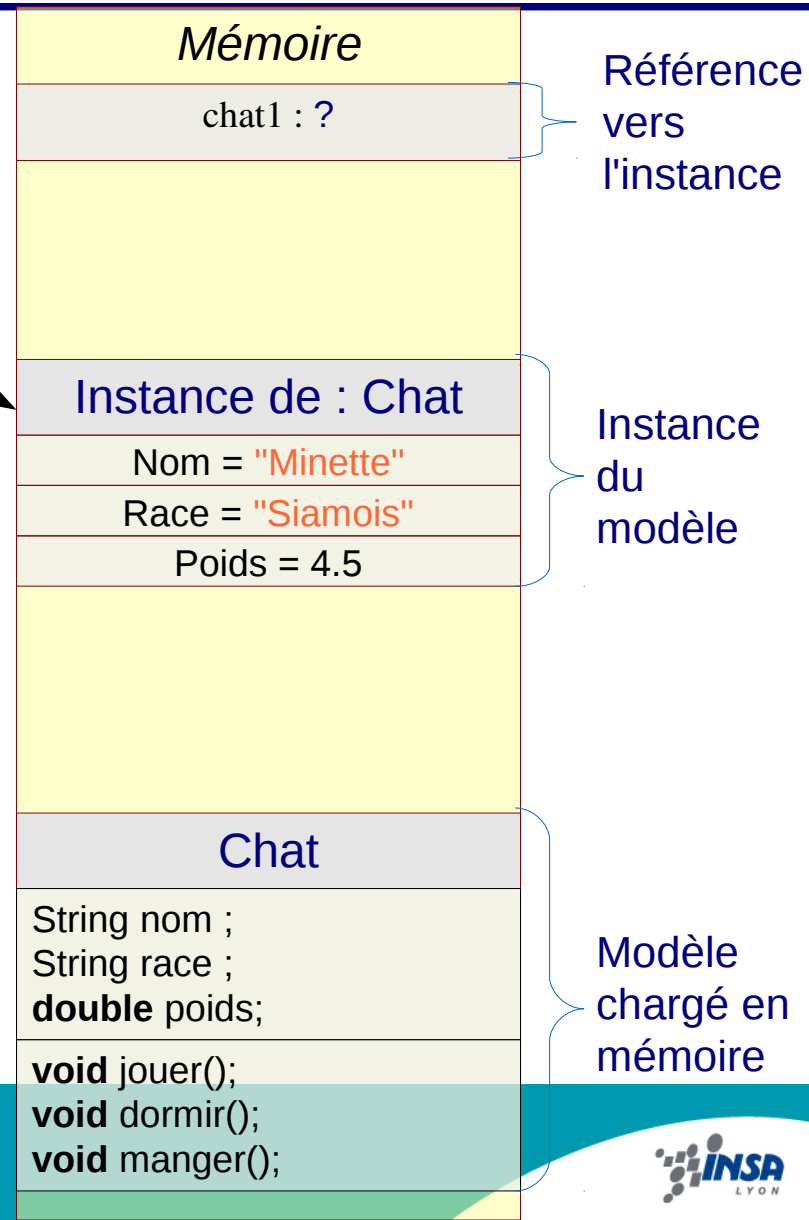 Mémoire
chat1 : ?
Référence
vers
l'instance
Instance de : Chat
Nom = "Minette"
Race = "Siamois"
Poids = 4.5
Instance
du
modèle
Chat
String nom ;
String race ;
double poids;
void jouer();
void dormir();
void manger();
Modèle
chargé en
mémoire
INSA
LYON